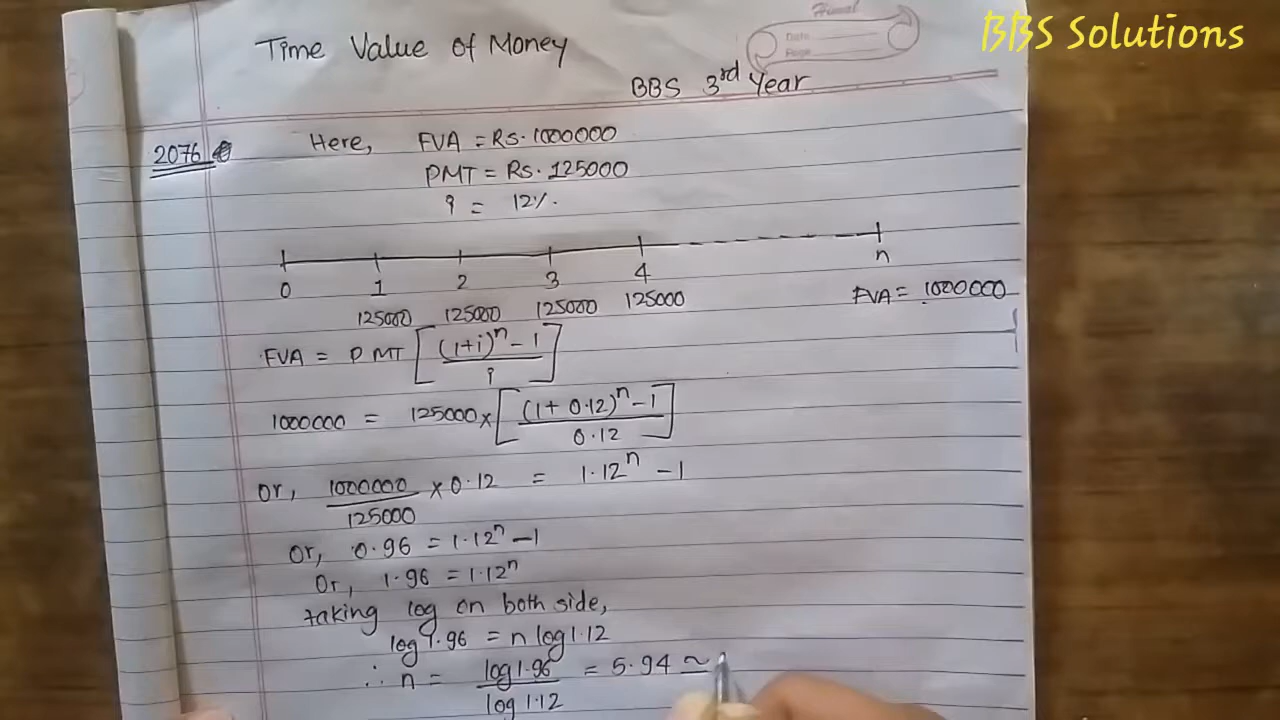 BBS Solutions
Himal
Date
Page
Time Value of Money
BBS 3rd Year
2076
Here, FVA = Rs. 1000000
PMT = Rs. 125000
i = 12%.
0 1 2 3 4 n
125000 125000 125000 125000 FVA = 1000000
FVA = PMT [((1+i)^n - 1)/i]
1000000 = 125000 × [((1 + 0.12)^n - 1)/0.12]
Or, 1000000/125000 × 0.12 = 1.12^n - 1
Or, 0.96 = 1.12^n - 1
Or, 1.96 = 1.12^n
taking log on both side,
log 1.96 = n log 1.12
∴ n = log 1.96/log 1.12 = 5.94 ≃